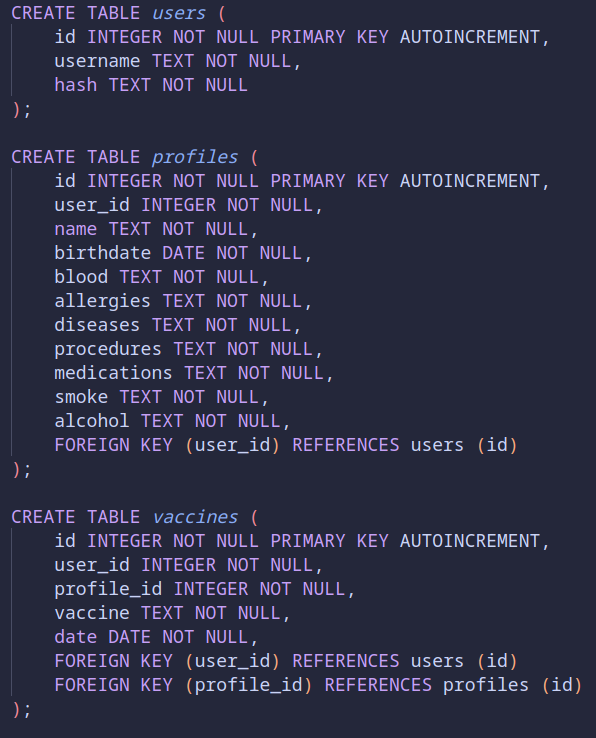 CREATE TABLE users (
    id INTEGER NOT NULL PRIMARY KEY AUTOINCREMENT,
    username TEXT NOT NULL,
    hash TEXT NOT NULL
);

CREATE TABLE profiles (
    id INTEGER NOT NULL PRIMARY KEY AUTOINCREMENT,
    user_id INTEGER NOT NULL,
    name TEXT NOT NULL,
    birthdate DATE NOT NULL,
    blood TEXT NOT NULL,
    allergies TEXT NOT NULL,
    diseases TEXT NOT NULL,
    procedures TEXT NOT NULL,
    medications TEXT NOT NULL,
    smoke TEXT NOT NULL,
    alcohol TEXT NOT NULL,
    FOREIGN KEY (user_id) REFERENCES users (id)
);

CREATE TABLE vaccines (
    id INTEGER NOT NULL PRIMARY KEY AUTOINCREMENT,
    user_id INTEGER NOT NULL,
    profile_id INTEGER NOT NULL,
    vaccine TEXT NOT NULL,
    date DATE NOT NULL,
    FOREIGN KEY (user_id) REFERENCES users (id)
    FOREIGN KEY (profile_id) REFERENCES profiles (id)
);